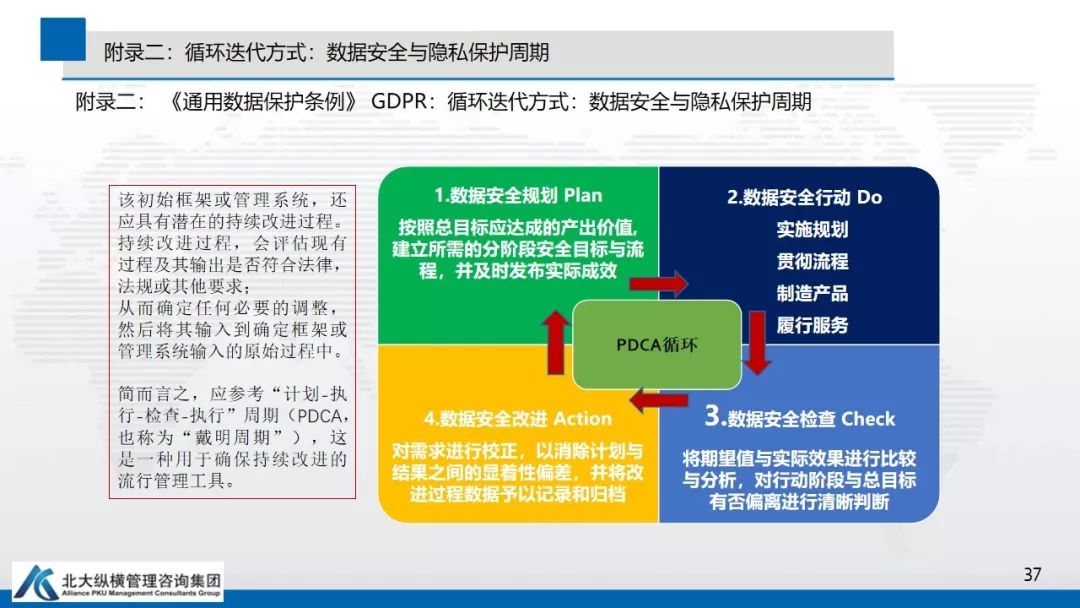 附录二：循环迭代方式：数据安全与隐私保护周期
附录二：《通用数据保护条例》 GDPR：循环迭代方式：数据安全与隐私保护周期
该初始框架或管理系统，还
应具有潜在的持续改进过程。
持续改进过程，会评估现有
过程及其输出是否符合法律，
法规或其他要求；
从而确定任何必要的调整，
然后将其输入到确定框架或
管理系统输入的原始过程中。
简而言之，应参考“计划-执
行-检查-执行”周期（PDCA，
也称为“戴明周期”），这
是一种用于确保持续改进的
流行管理工具。
1.数据安全规划 Plan
按照总目标应达成的产出价值,
建立所需的分阶段安全目标与流
程，并及时发布实际成效
2.数据安全行动 Do
实施规划
贯彻流程
制造产品
履行服务
PDCA循环
4.数据安全改进 Action
对需求进行校正，以消除计划与
结果之间的显着性偏差，并将改
进过程数据予以记录和归档
3.数据安全检查 Check
将期望值与实际效果进行比较
与分析，对行动阶段与总目标
有否偏离进行清晰判断
北大纵横管理咨询集团
Alliance PKU Management Consultants Group
37